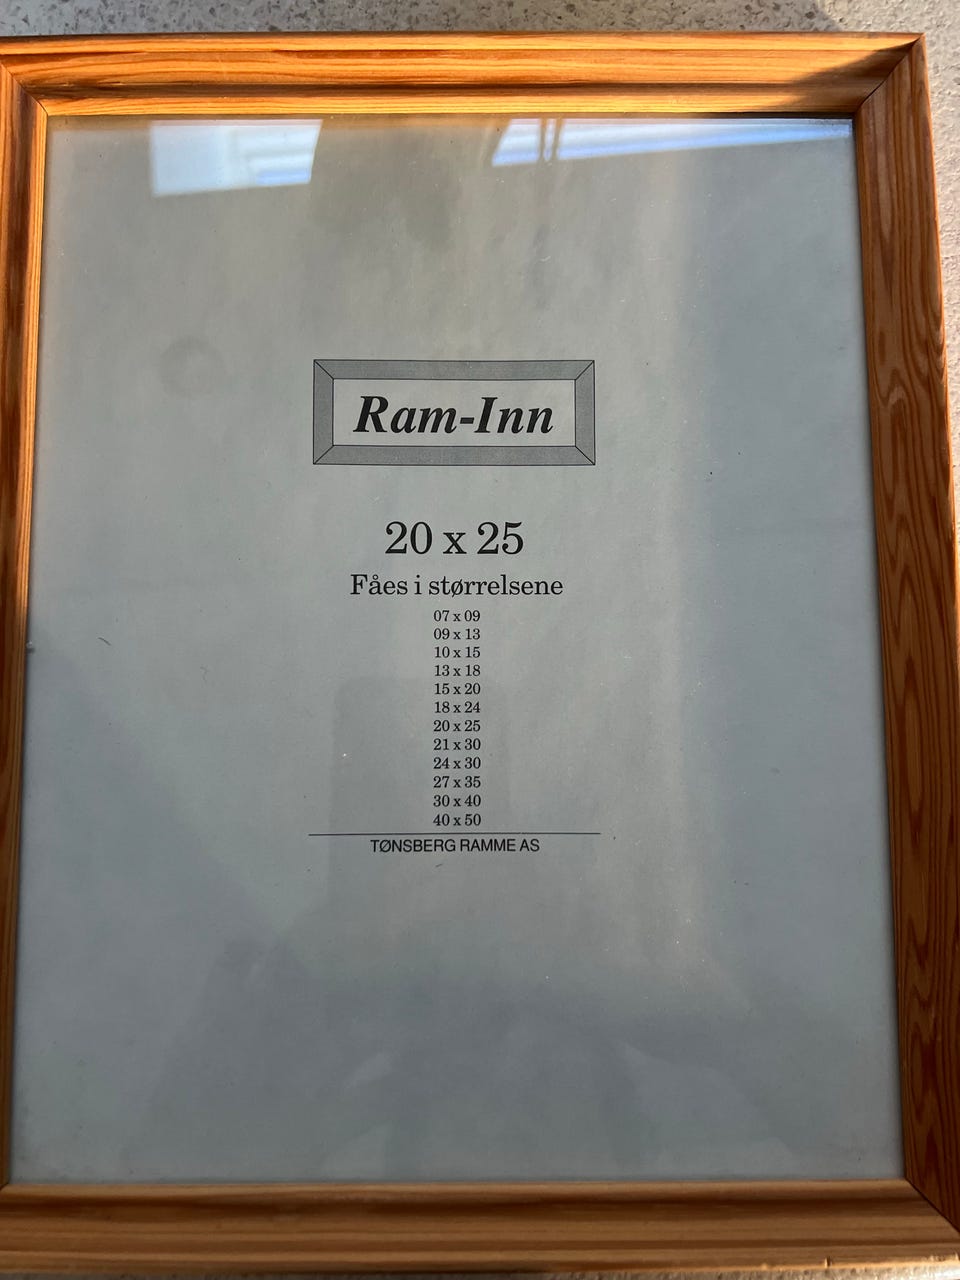 Ram-Inn
20 x 25
Fåes i størrelsene
07 x 09
09 x 13
10 x 15
13 x 18
15 x 20
18 x 24
20 x 25
21 x 30
24 x 30
27 x 35
30 x 40
40 x 50
TØNSBERG RAMME AS